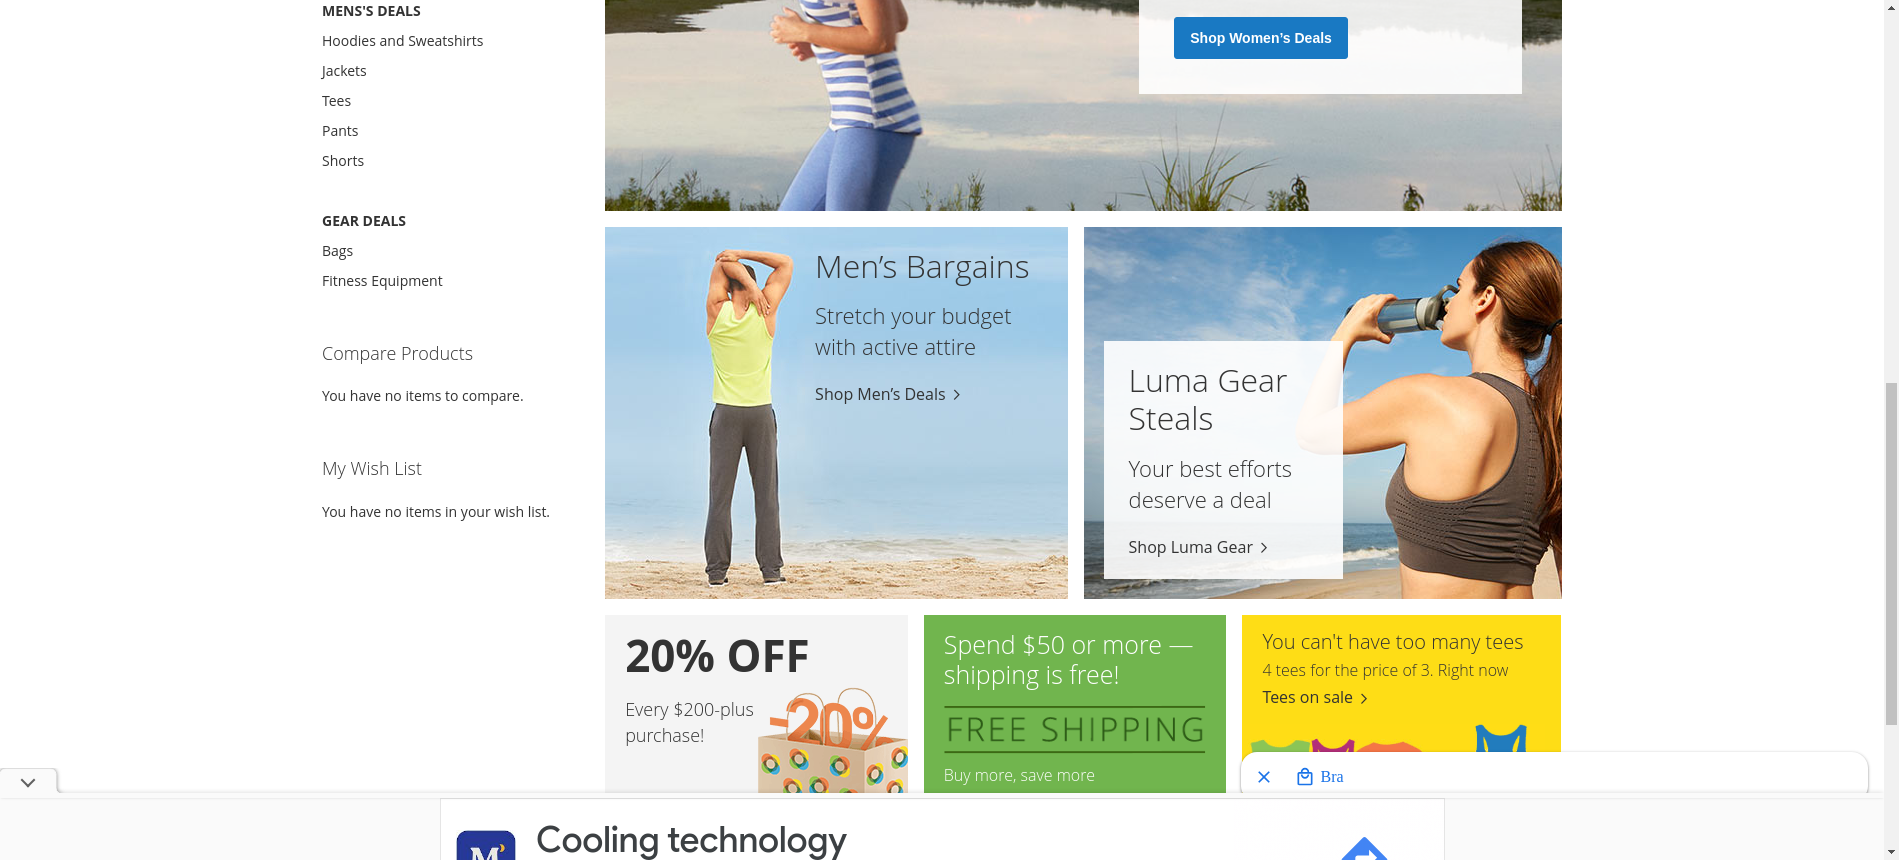 MENS'S DEALS
Hoodies and Sweatshirts
Jackets
Tees
Pants
Shorts
GEAR DEALS
Bags
Fitness Equipment
Compare Products
You have no items to compare.
My Wish List
You have no items in your wish list.
Shop Women’s Deals
Men’s Bargains
Stretch your budget
with active attire
Shop Men’s Deals
Luma Gear
Steals
Your best efforts
deserve a deal
Shop Luma Gear
20% OFF
Every $200-plus
purchase!
-20%
Spend $50 or more —
shipping is free!
FREE SHIPPING
Buy more, save more
You can't have too many tees
4 tees for the price of 3. Right now
Tees on sale
Bra
M
Cooling technology